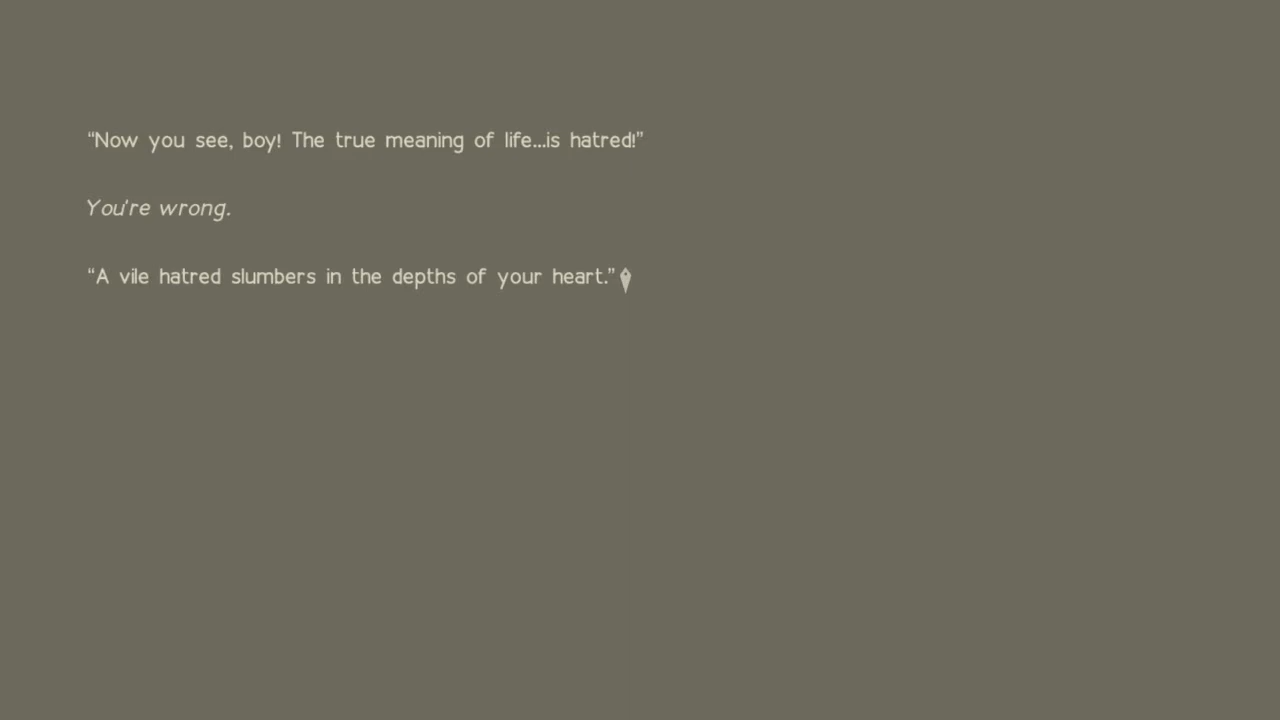 “Now you see, boy! The true meaning of life...is hatred!”
You're wrong.
“A vile hatred slumbers in the depths of your heart.”